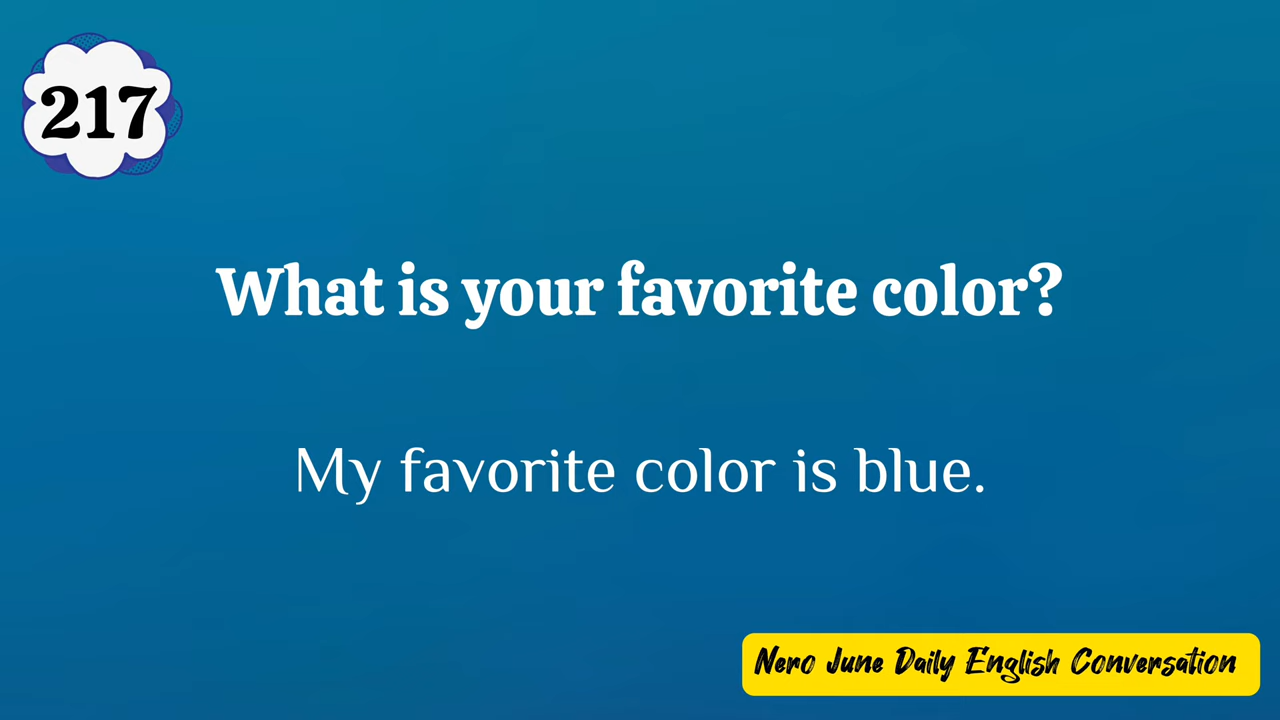 217
What is your favorite color?
My favorite color is blue.
Nero June Daily English Conversation